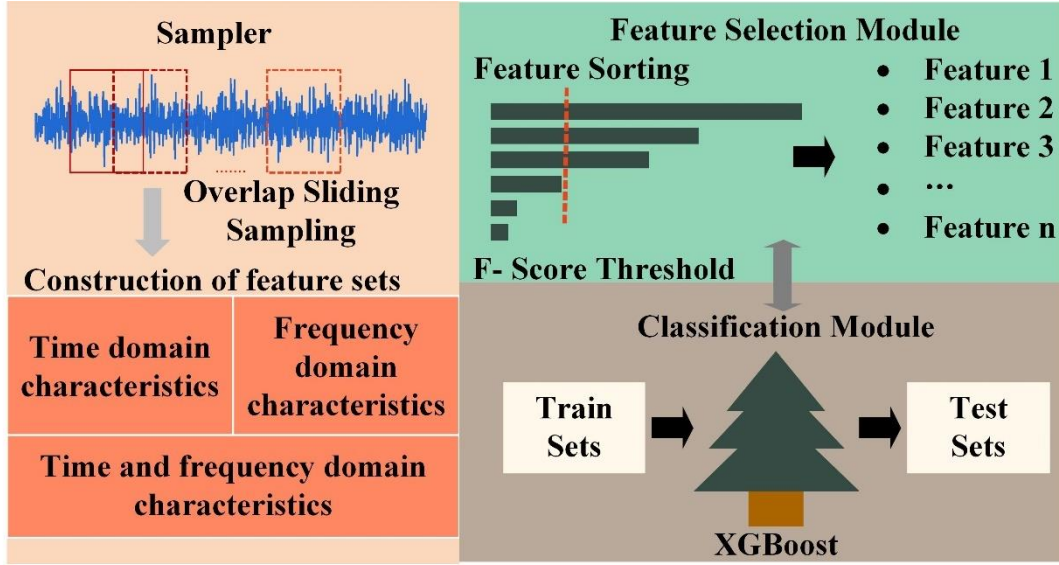 Sampler
Overlap Sliding
Sampling
Construction of feature sets
Time domain
characteristics
Frequency
domain
characteristics
Time and frequency domain
characteristics
Feature Selection Module
Feature Sorting
• Feature 1
• Feature 2
• Feature 3
• ...
• Feature n
F- Score Threshold
Classification Module
Train
Sets
Test
Sets
XGBoost